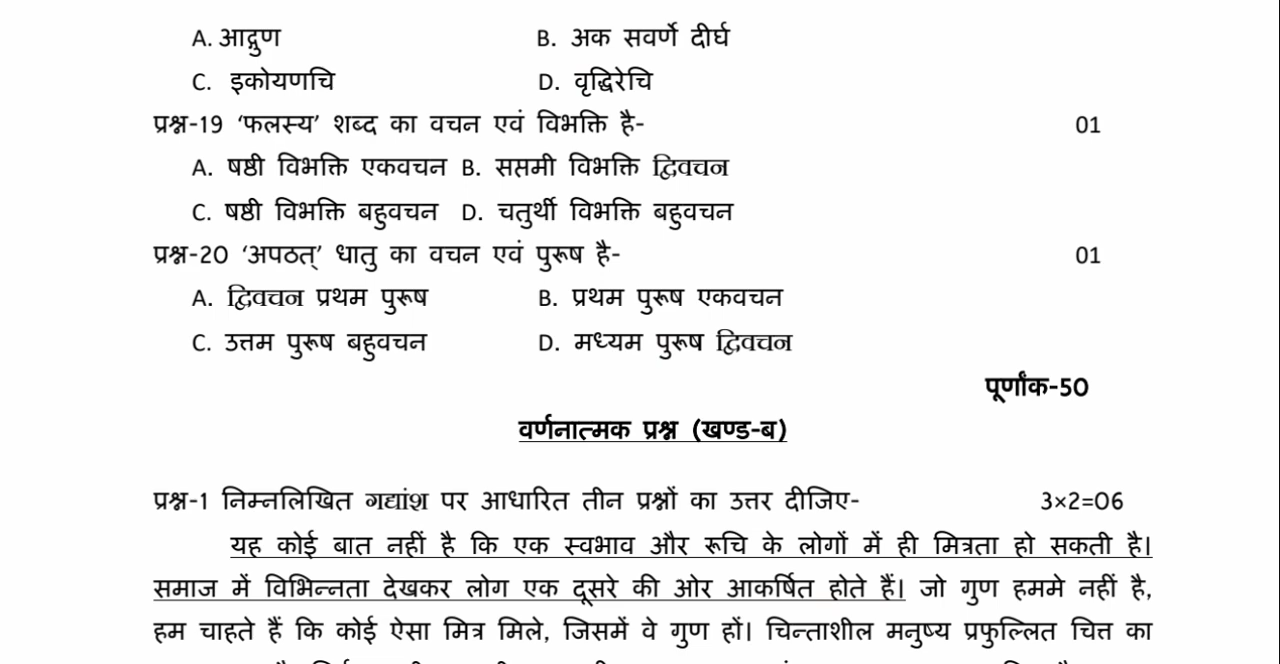 A. आद्गुण B. अक सवर्णे दीर्घ
C. इकोयणचि D. वृद्धिरेचि
प्रश्न-19 ‘फलस्य’ शब्द का वचन एवं विभक्ति है- 01
A. षष्ठी विभक्ति एकवचन B. सप्तमी विभक्ति द्विवचन
C. षष्ठी विभक्ति बहुवचन D. चतुर्थी विभक्ति बहुवचन
प्रश्न-20 ‘अपठत्’ धातु का वचन एवं पुरूष है- 01
A. द्विवचन प्रथम पुरूष B. प्रथम पुरूष एकवचन
C. उत्तम पुरूष बहुवचन D. मध्यम पुरूष द्विवचन
पूर्णांक-50
वर्णनात्मक प्रश्न (खण्ड-ब)
प्रश्न-1 निम्नलिखित गद्यांश पर आधारित तीन प्रश्नों का उत्तर दीजिए- 3×2=06
यह कोई बात नहीं है कि एक स्वभाव और रूचि के लोगों में ही मित्रता हो सकती है।
समाज में विभिन्नता देखकर लोग एक दूसरे की ओर आकर्षित होते हैं। जो गुण हममे नहीं है,
हम चाहते हैं कि कोई ऐसा मित्र मिले, जिसमें वे गुण हों। चिन्ताशील मनुष्य प्रफुल्लित चित्त का